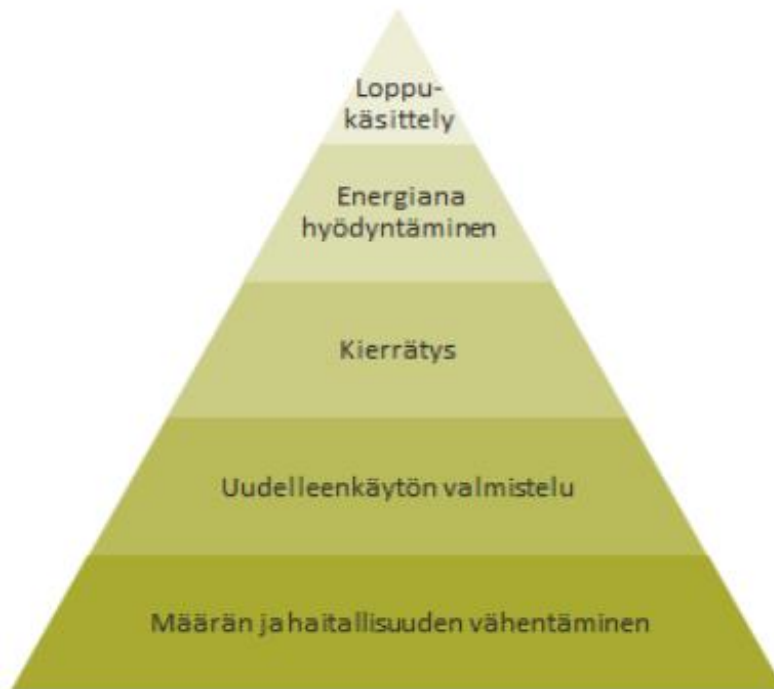 Loppu-
käsittely
Energiana
hyödyntäminen
Kierrätys
Uudelleenkäytön valmistelu
Määrän ja haitallisuuden vähentäminen